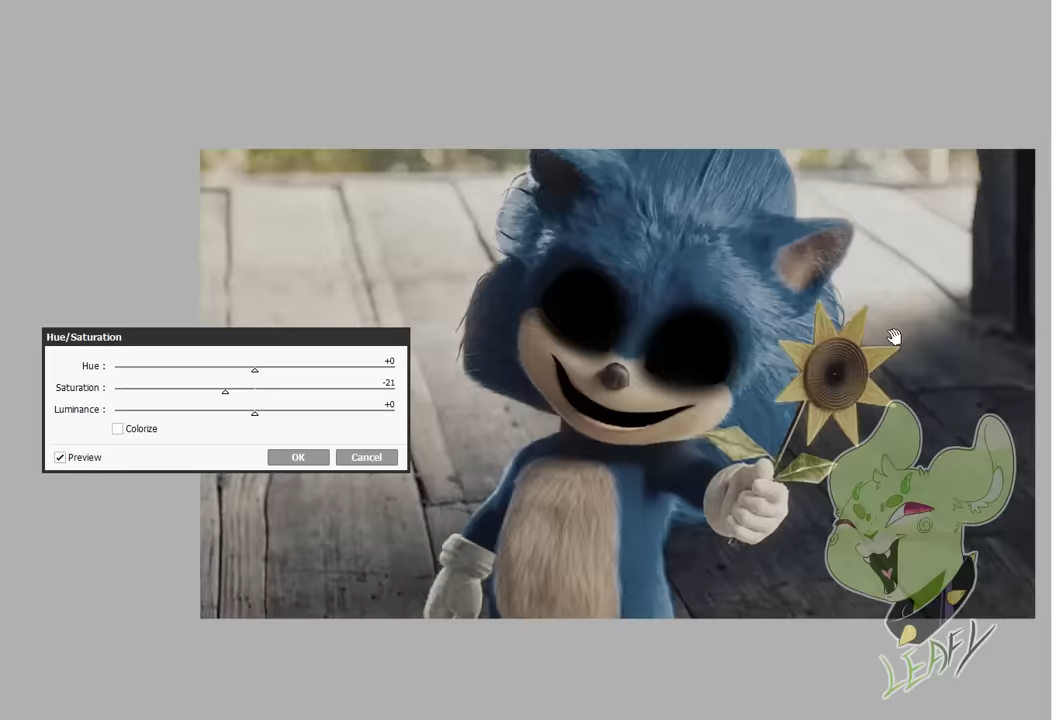 Hue/Saturation
Hue : +0
Saturation : -21
Luminance : +0
Colorize
Preview OK Cancel
LEAFY